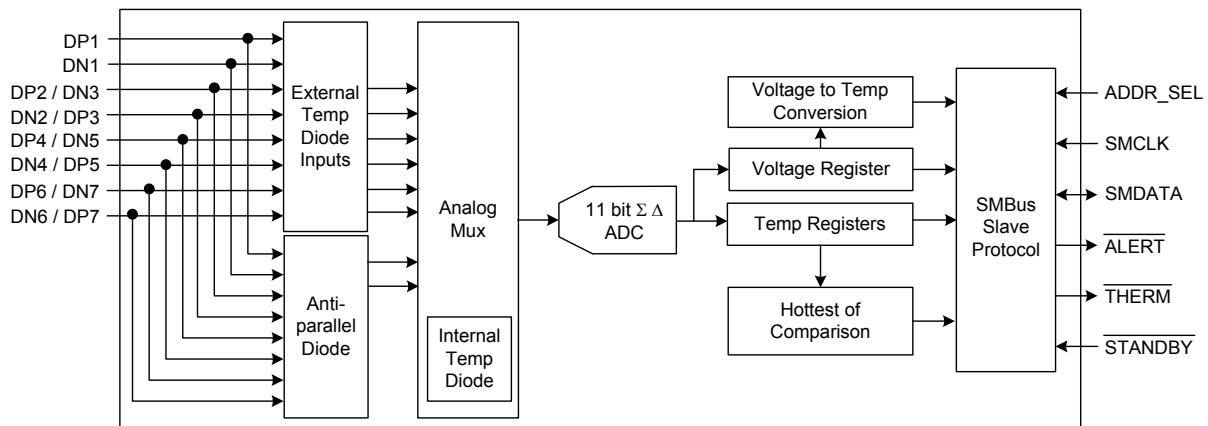 DP1
DN1
DP2 / DN3
DN2 / DP3
DP4 / DN5
DN4 / DP5
DP6 / DN7
DN6 / DP7
External
Temp
Diode
Inputs
Anti-
parallel
Diode
Analog
Mux
Internal
Temp
Diode
11 bit Σ Δ
ADC
Voltage to Temp
Conversion
Voltage Register
Temp Registers
Hottest of
Comparison
SMBus
Slave
Protocol
ADDR_SEL
SMCLK
SMDATA
ALERT
THERM
STANDBY